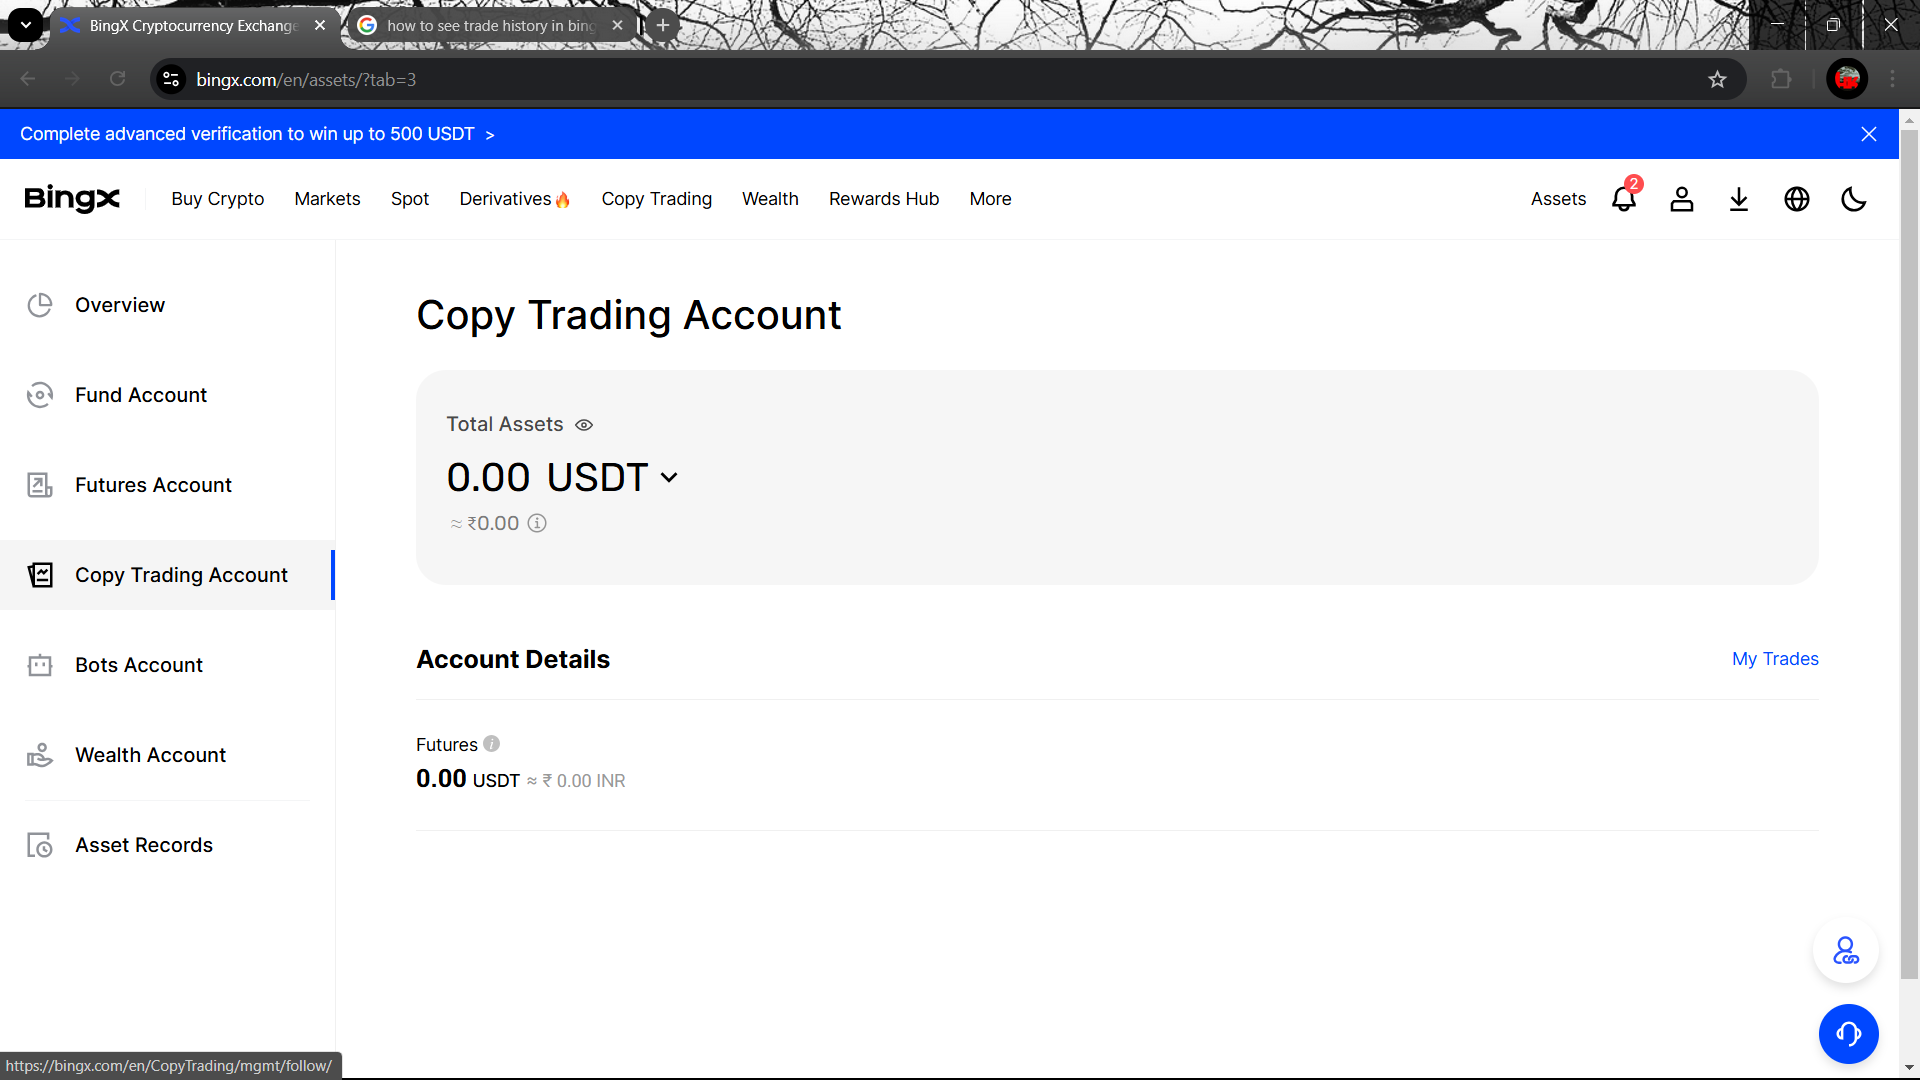 BingX Cryptocurrency Exchange
how to see trade history in bing
bingx.com/en/assets/?tab=3
Complete advanced verification to win up to 500 USDT >
BingX
Buy Crypto
Markets
Spot
Derivatives🔥
Copy Trading
Wealth
Rewards Hub
More
Assets
2
Overview
Fund Account
Futures Account
Copy Trading Account
Bots Account
Wealth Account
Asset Records
Copy Trading Account
Total Assets
0.00 USDT
≈ ₹0.00
Account Details
My Trades
Futures
0.00 USDT ≈ ₹ 0.00 INR
https://bingx.com/en/CopyTrading/mgmt/follow/